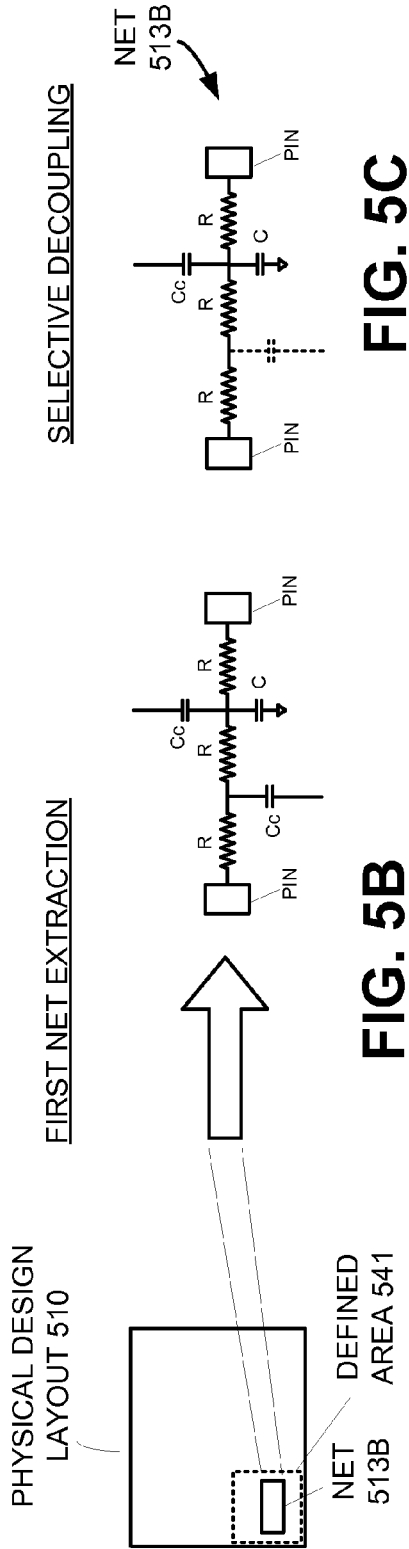 FIRST NET EXTRACTION
SELECTIVE DECOUPLING
PHYSICAL DESIGN
LAYOUT 510
NET
513B
DEFINED
AREA 541
PIN
R
Cc
R
Cc
C
R
PIN
PIN
R
R
Cc
C
R
PIN
NET
513B
FIG. 5B
FIG. 5C